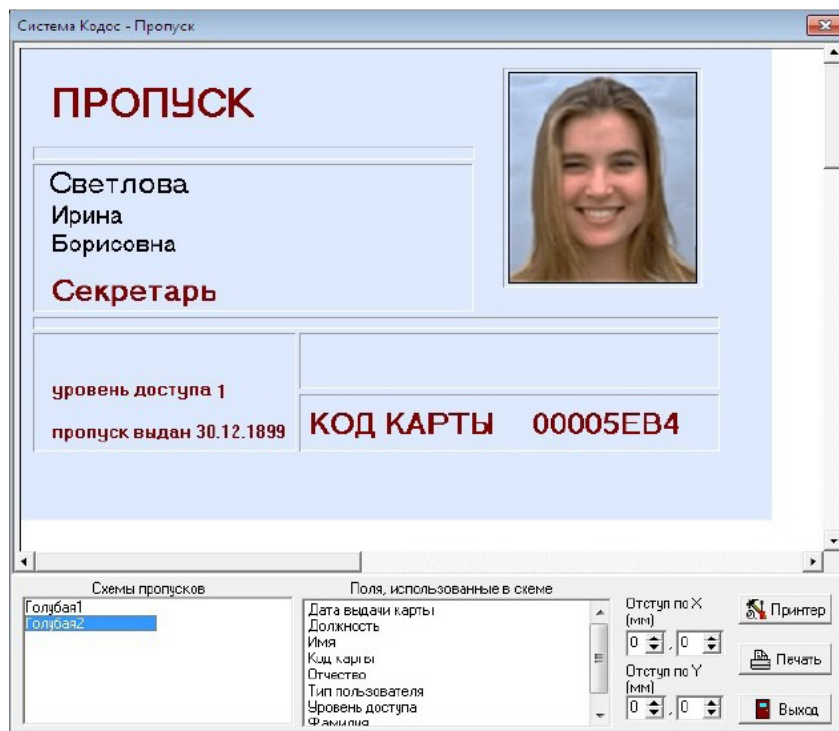 Система Кодос - Пропуск
ПРОПУСК
Светлова
Ирина
Борисовна
Секретарь
уровень доступа 1
пропуск выдан 30.12.1899
КОД КАРТЫ 00005EB4
Схемы пропусков
Голубая1
Голубая2
Поля, использованные в схеме
Дата выдачи карты
Должность
Имя
Код карты
Отчество
Тип пользователя
Уровень доступа
Фамилия
Отступ по X
(мм)
0 , 0
Отступ по Y
(мм)
0 , 0
Принтер
Печать
Выход